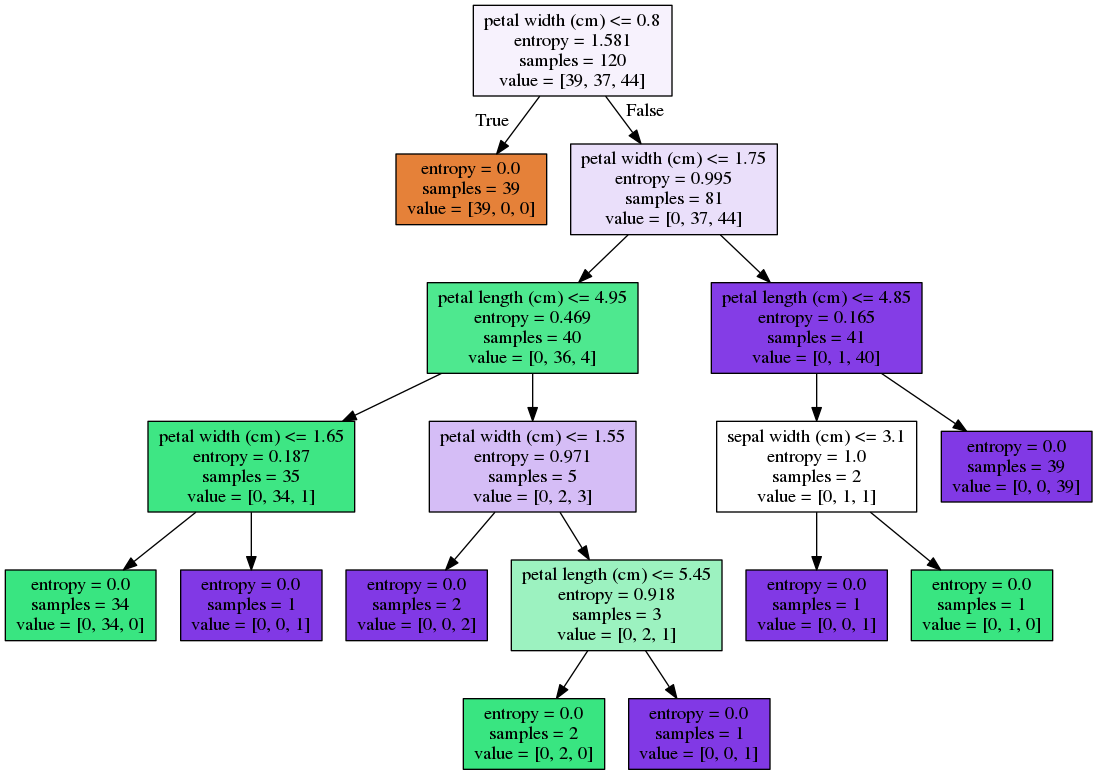 petal width (cm) <= 0.8
entropy = 1.581
samples = 120
value = [39, 37, 44]
True
False
entropy = 0.0
samples = 39
value = [39, 0, 0]
petal width (cm) <= 1.75
entropy = 0.995
samples = 81
value = [0, 37, 44]
petal length (cm) <= 4.95
entropy = 0.469
samples = 40
value = [0, 36, 4]
petal length (cm) <= 4.85
entropy = 0.165
samples = 41
value = [0, 1, 40]
petal width (cm) <= 1.65
entropy = 0.187
samples = 35
value = [0, 34, 1]
petal width (cm) <= 1.55
entropy = 0.971
samples = 5
value = [0, 2, 3]
sepal width (cm) <= 3.1
entropy = 1.0
samples = 2
value = [0, 1, 1]
entropy = 0.0
samples = 39
value = [0, 0, 39]
entropy = 0.0
samples = 34
value = [0, 34, 0]
entropy = 0.0
samples = 1
value = [0, 0, 1]
entropy = 0.0
samples = 2
value = [0, 0, 2]
petal length (cm) <= 5.45
entropy = 0.918
samples = 3
value = [0, 2, 1]
entropy = 0.0
samples = 1
value = [0, 0, 1]
entropy = 0.0
samples = 1
value = [0, 1, 0]
entropy = 0.0
samples = 2
value = [0, 2, 0]
entropy = 0.0
samples = 1
value = [0, 0, 1]